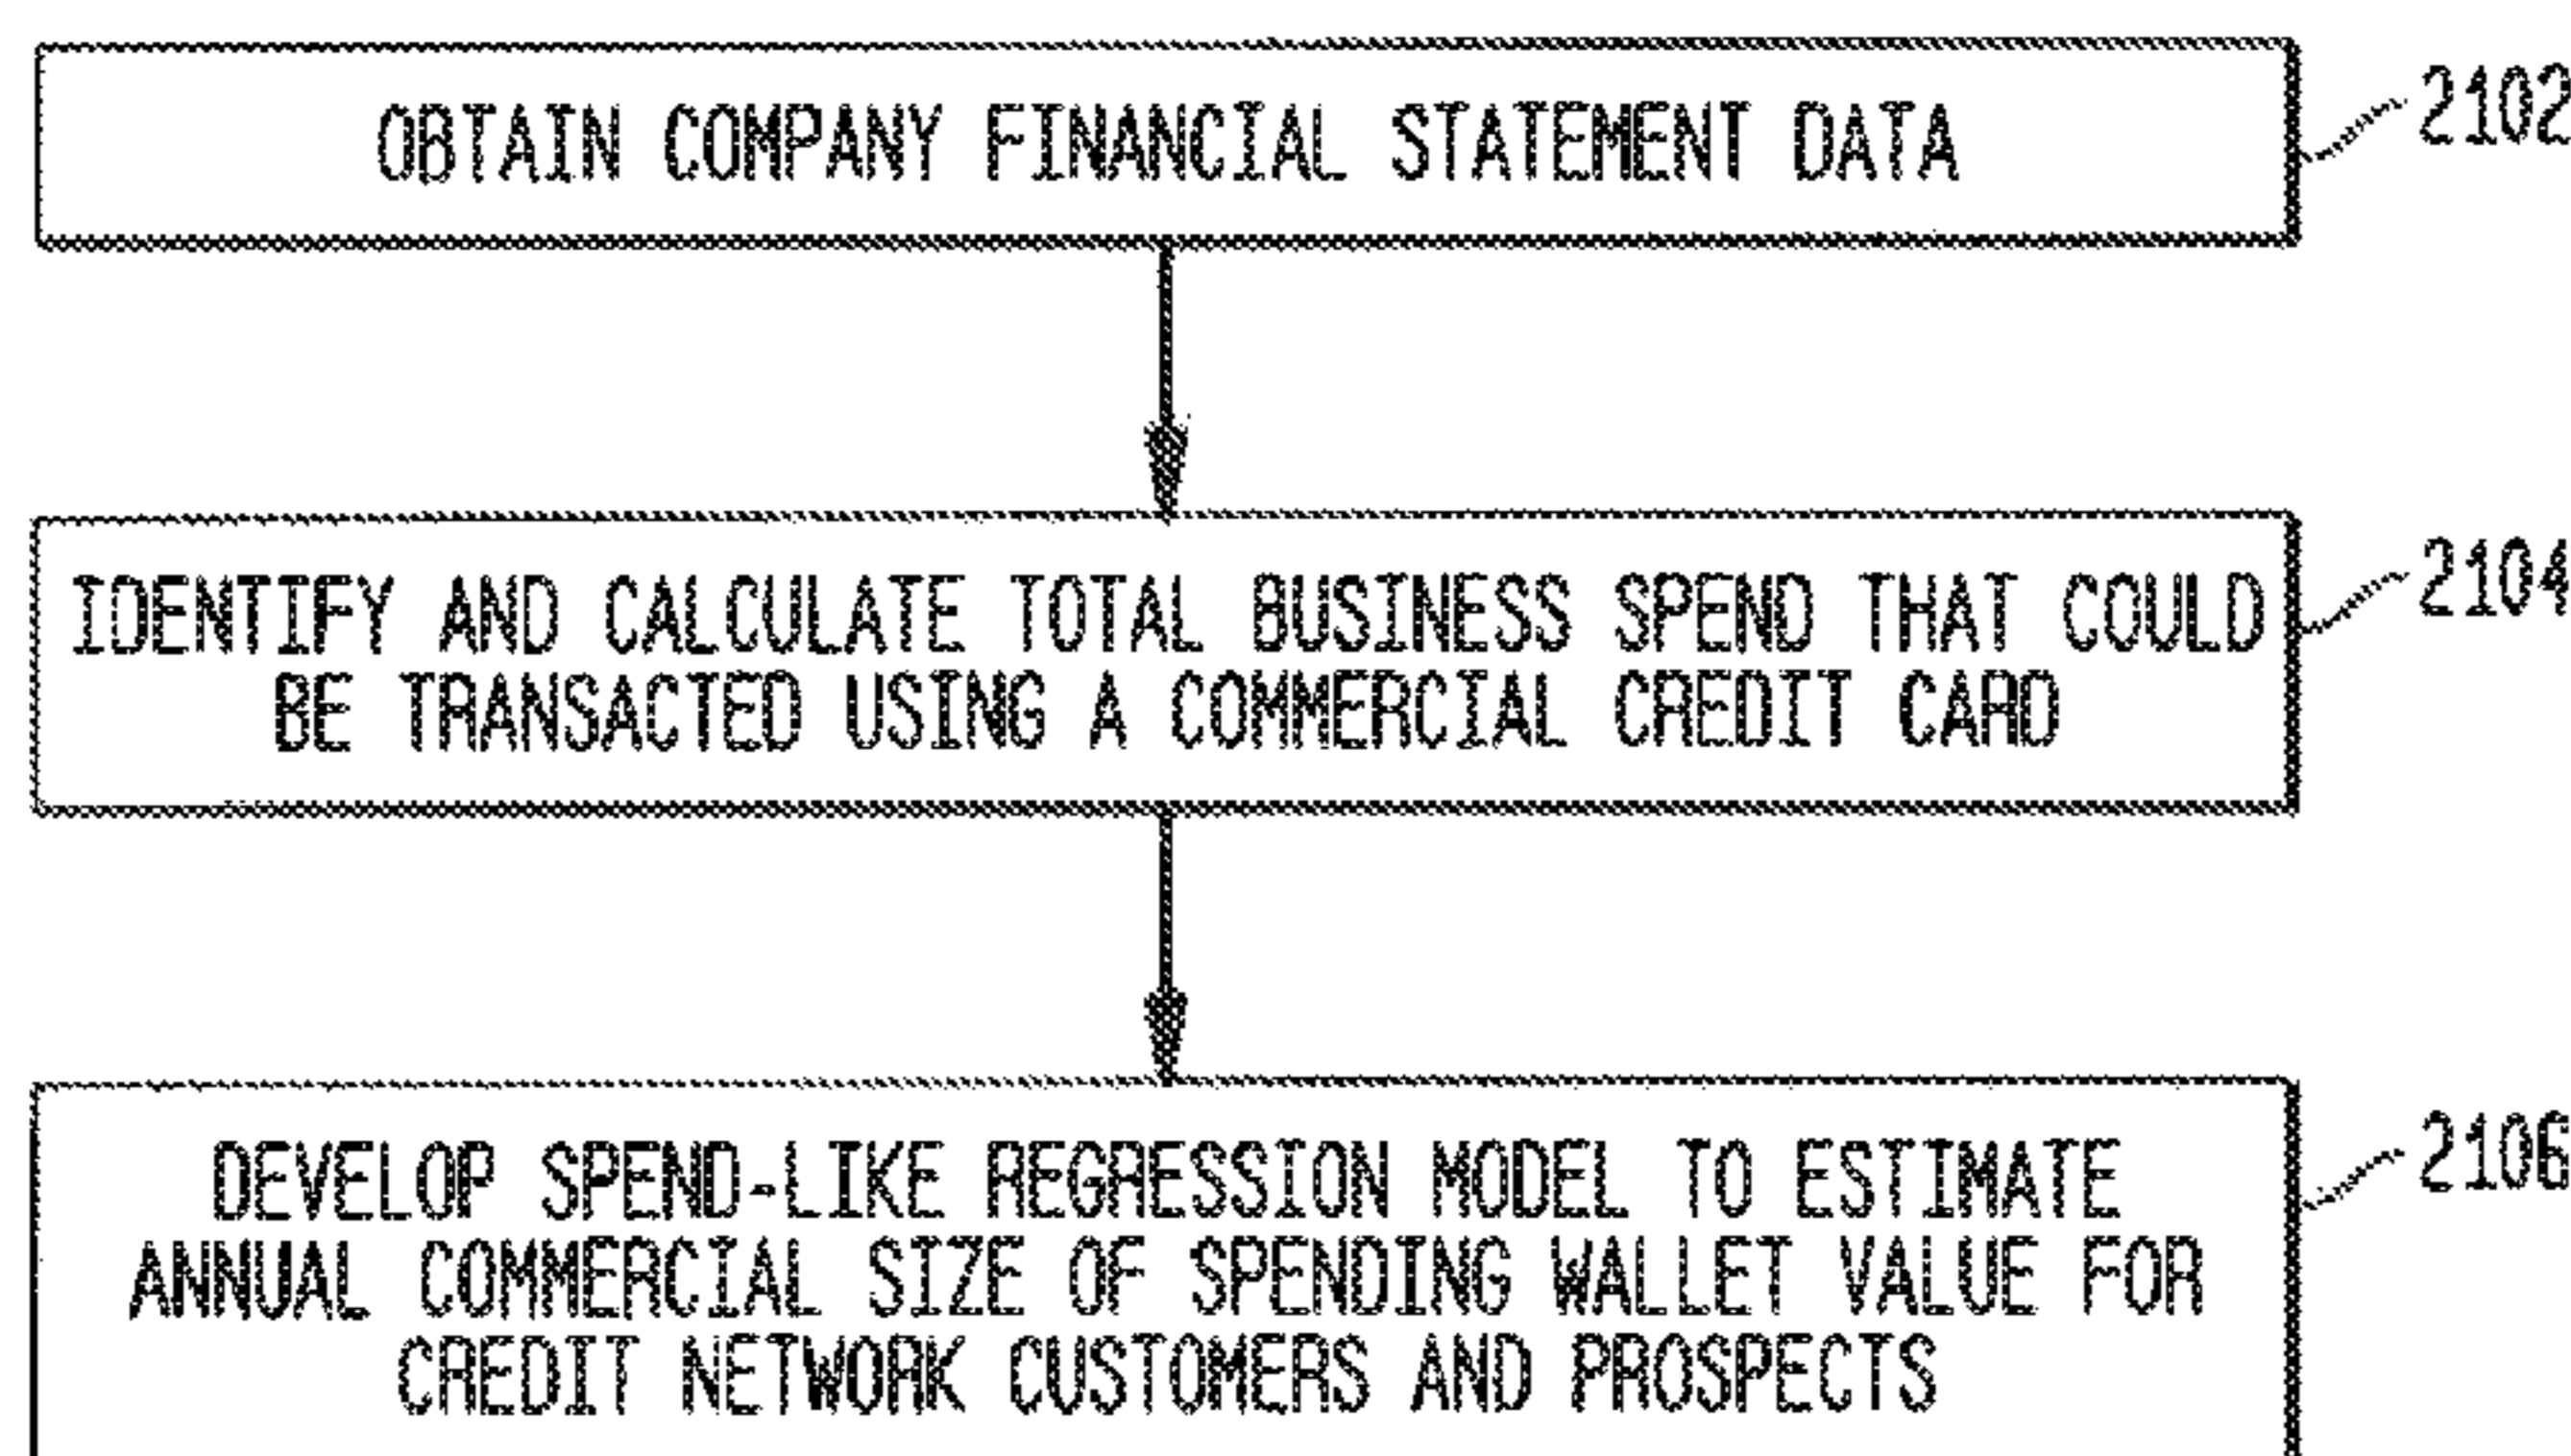 OBTAIN COMPANY FINANCIAL STATEMENT DATA
2102
IDENTIFY AND CALCULATE TOTAL BUSINESS SPEND THAT COULD
BE TRANSACTED USING A COMMERCIAL CREDIT CARD
2104
DEVELOP SPEND-LIKE REGRESSION MODEL TO ESTIMATE
ANNUAL COMMERCIAL SIZE OF SPENDING WALLET VALUE FOR
CREDIT NETWORK CUSTOMERS AND PROSPECTS
2106